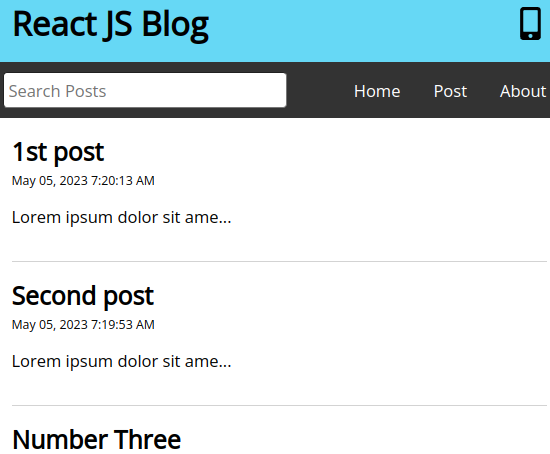 React JS Blog
Search Posts
Home Post About
1st post
May 05, 2023 7:20:13 AM
Lorem ipsum dolor sit ame...
Second post
May 05, 2023 7:19:53 AM
Lorem ipsum dolor sit ame...
Number Three